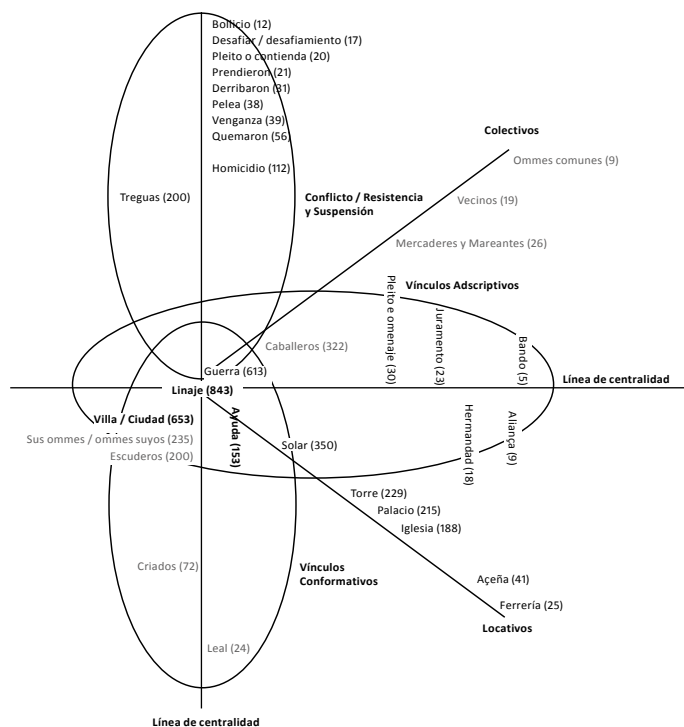 Bollicio (12)
Desafiar / desafiamiento (17)
Pleito o contienda (20)
Prendieron (21)
Derribaron (31)
Pelea (38)
Venganza (39)
Quemaron (56)
Homicidio (112)
Treguas (200)
Conflicto / Resistencia
y Suspensión
Colectivos
Ommes comunes (9)
Vecinos (19)
Mercaderes y Mareantes (26)
Vínculos Adscriptivos
Pleito e omenaje (30)
Juramento (23)
Bando (5)
Caballeros (322)
Guerra (613)
Linaje (843)
Línea de centralidad
Villa / Ciudad (653)
Sus ommes / ommes suyos (235)
Escuderos (200)
Ayuda (153)
Solar (350)
Hermandad (18)
Aliança (9)
Torre (229)
Palacio (215)
Iglesia (188)
Açeña (41)
Ferrería (25)
Locativos
Criados (72)
Vínculos
Conformativos
Leal (24)
Línea de centralidad